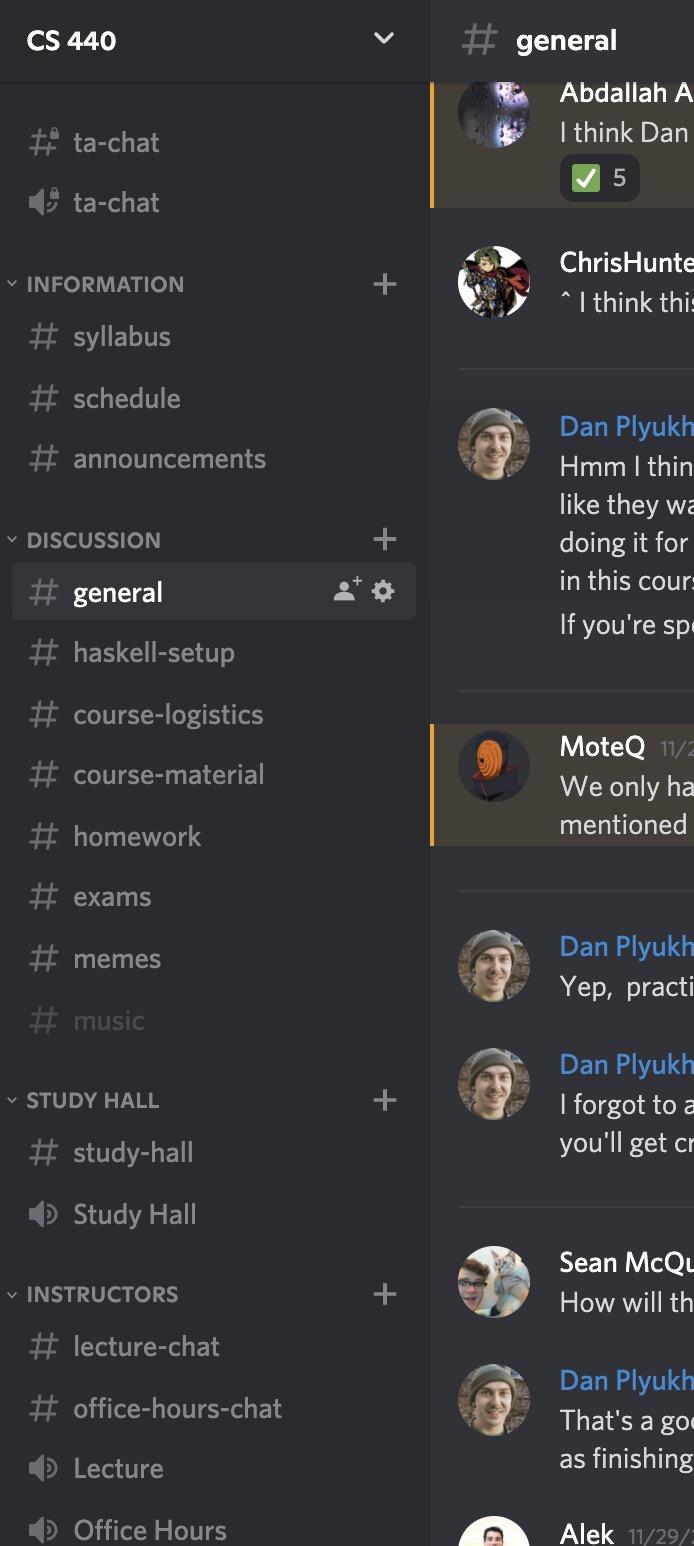 CS 440
ta-chat
ta-chat
INFORMATION
# syllabus
# schedule
# announcements
DISCUSSION
# general
# haskell-setup
# course-logistics
# course-material
# homework
# exams
# memes
# music
STUDY HALL
# study-hall
Study Hall
INSTRUCTORS
# lecture-chat
# office-hours-chat
Lecture
Office Hours
# general
Abdallah A
I think Dan
5
ChrisHunte
^ I think this
Dan Plyukh
Hmm I thin
like they wa
doing it for
in this cours
If you're spe
MoteQ 11/2
We only ha
mentioned
Dan Plyukh
Yep, practi
Dan Plyukh
I forgot to a
you'll get cr
Sean McQu
How will th
Dan Plyukh
That's a goo
as finishing
Alek 11/29/